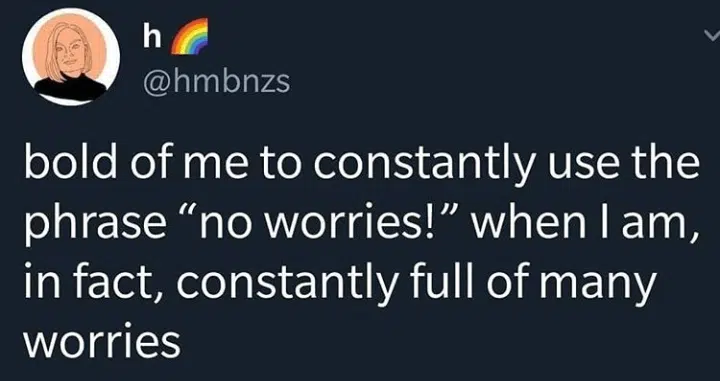 h 🌈
@hmbnzs
bold of me to constantly use the
phrase “no worries!” when I am,
in fact, constantly full of many
worries